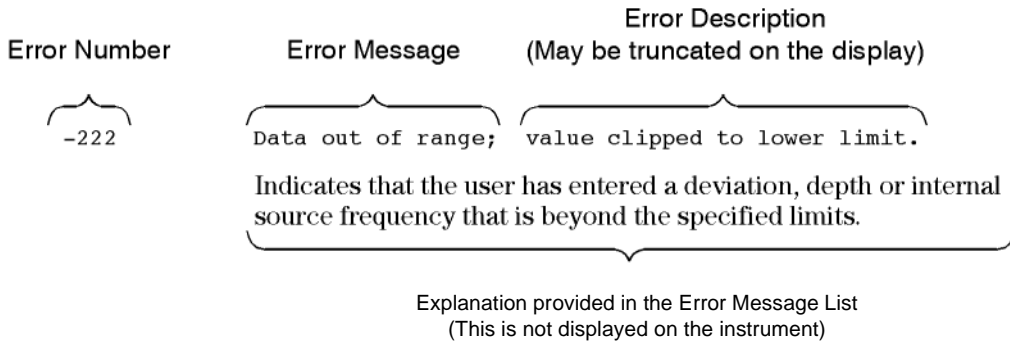 Error Description
Error Number Error Message (May be truncated on the display)
-222 Data out of range; value clipped to lower limit.
Indicates that the user has entered a deviation, depth or internal
source frequency that is beyond the specified limits.
Explanation provided in the Error Message List
(This is not displayed on the instrument)